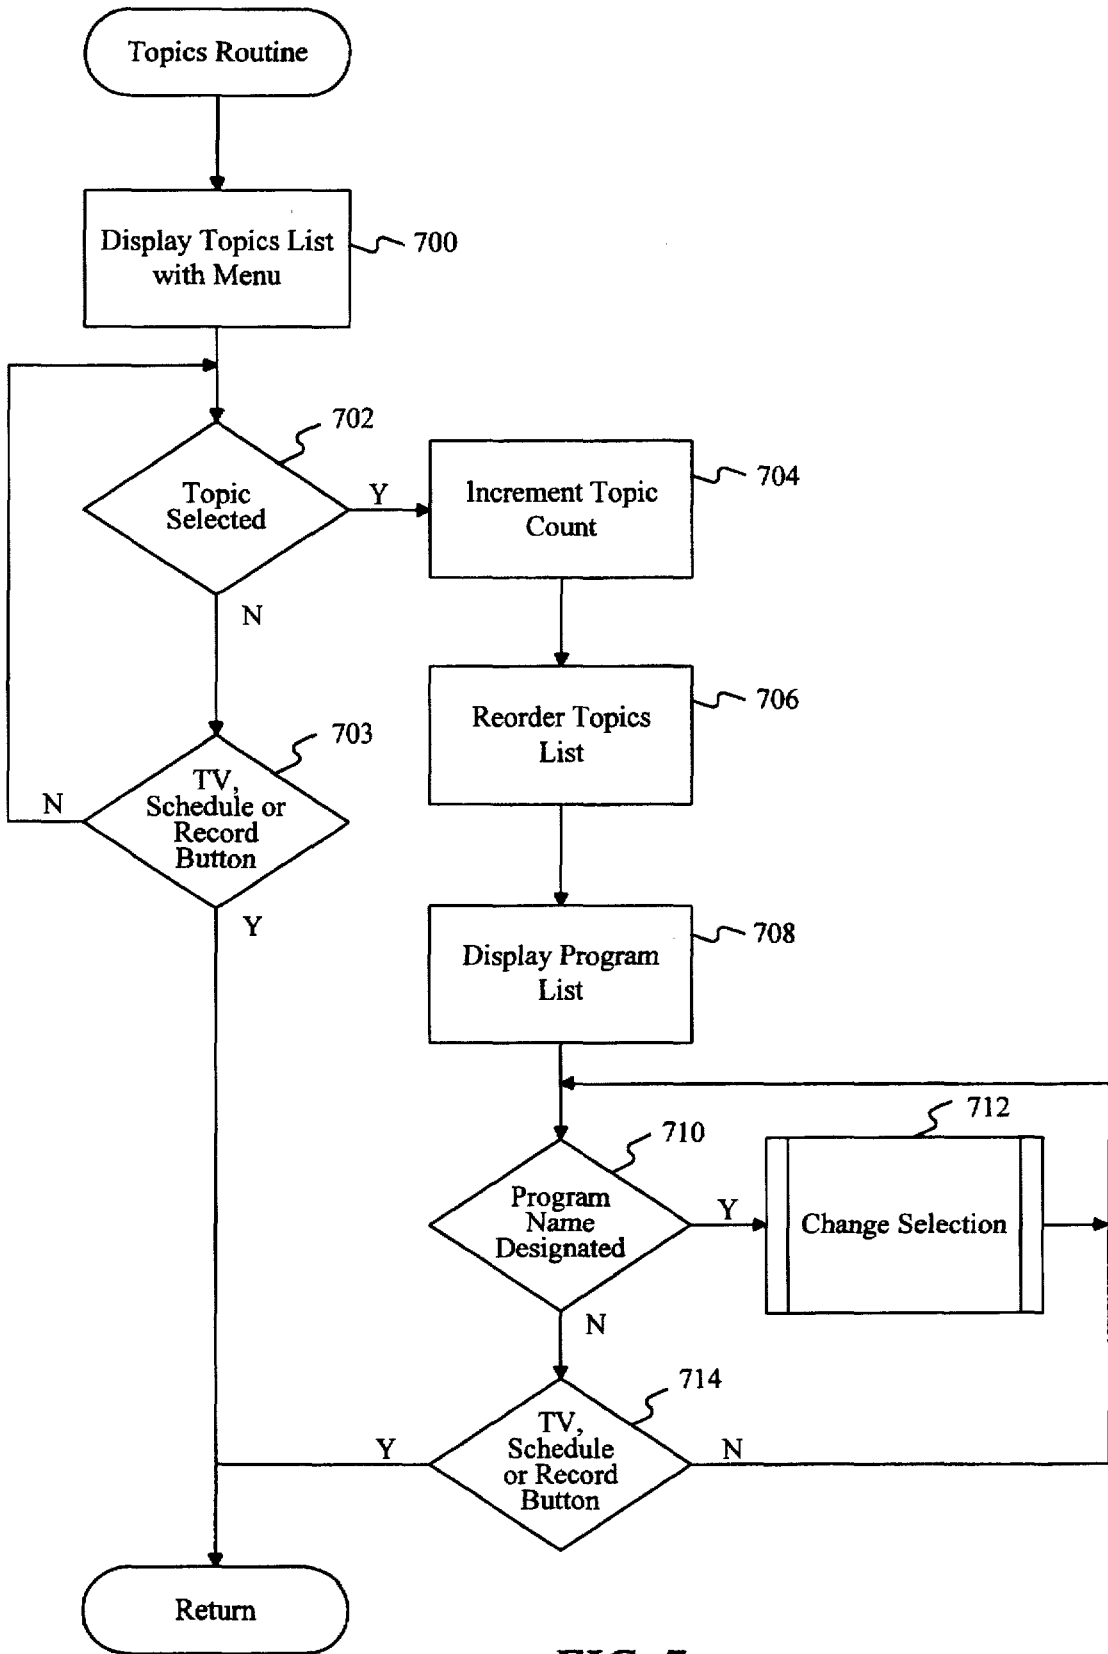 Topics Routine
Display Topics List
with Menu
700
702
Topic
Selected
Y
N
Increment Topic
Count
704
Reorder Topics
List
706
703
TV,
Schedule or
Record
Button
N
Y
Display Program
List
708
710
Program
Name
Designated
Y
N
712
Change Selection
714
TV,
Schedule
or Record
Button
Y
N
Return